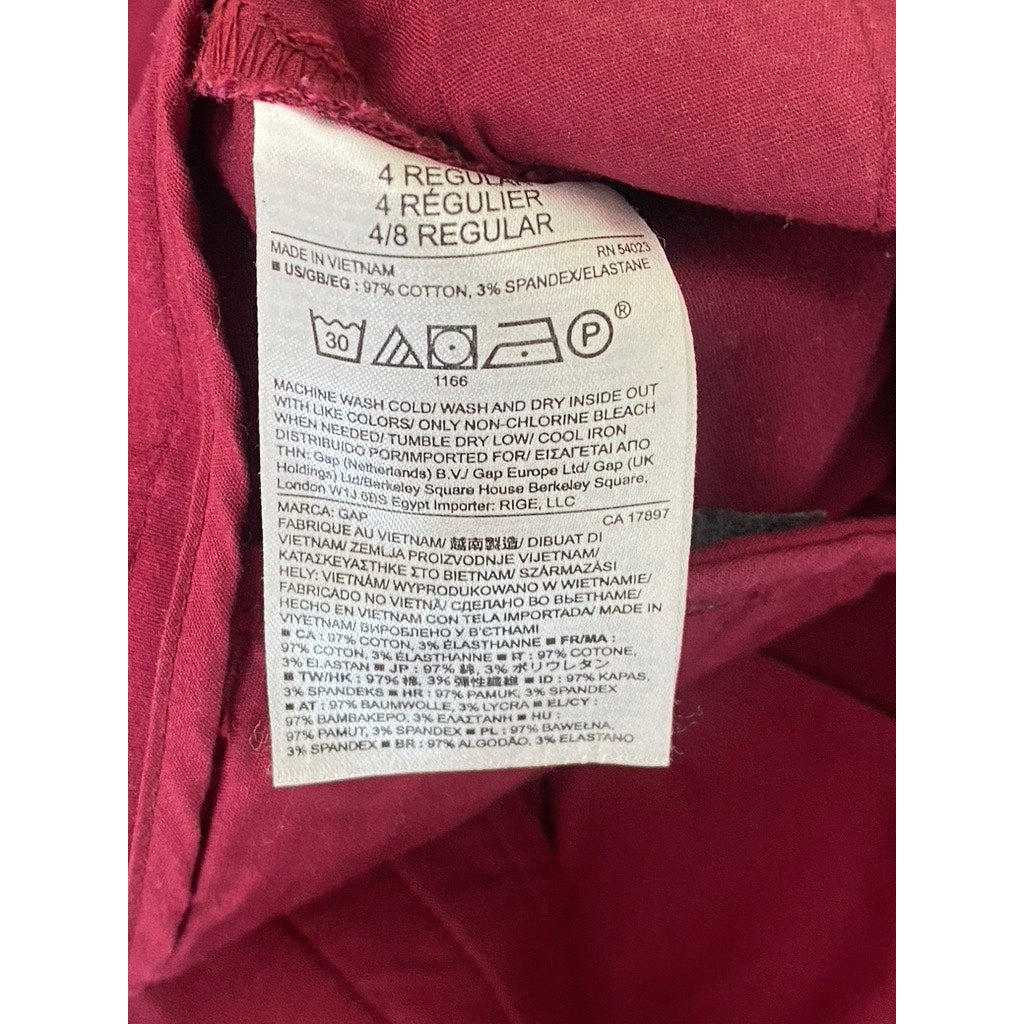 4 REGULAR
4 RÉGULIER
4/8 REGULAR
MADE IN VIETNAM RN 54023
■ US/GB/EG : 97% COTTON, 3% SPANDEX/ELASTANE
30 P ®
1166
MACHINE WASH COLD/ WASH AND DRY INSIDE OUT
WITH LIKE COLORS/ ONLY NON-CHLORINE BLEACH
WHEN NEEDED/ TUMBLE DRY LOW/ COOL IRON
DISTRIBUIDO POR/IMPORTED FOR/ ΕΙΣΑΓΕΤΑΙ ΑΠΟ
ΤΗΝ: Gap (Netherlands) B.V./ Gap Europe Ltd/ Gap (UK
Holdings) Ltd/Berkeley Square House Berkeley Square,
London W1J 6BS Egypt Importer: RIGE, LLC
MARCA: GAP CA 17897
FABRIQUE AU VIETNAM/ 越南製造/ DIBUAT DI
VIETNAM/ ZEMLJA PROIZVODNJE VIJETNAM/
ΚΑΤΑΣΚΕΥΑΣΤΗΚΕ ΣΤΟ ΒΙΕΤΝΑΜ/ SZÁRMAZÁSI
HELY: VIETNÁM/ WYPRODUKOWANO W WIETNAMIE/
FABRICADO NO VIETNÃ/ СДЕЛАНО ВО ВЬЕТНАМЕ/
HECHO EN VIETNAM CON TELA IMPORTADA/ MADE IN
VIYETNAM/ ВИРОБЛЕНО У В'ЄТНАМІ
■ CA : 97% COTTON, 3% ÉLASTHANNE ■ FR/MA :
97% COTON, 3% ÉLASTHANNE ■ IT : 97% COTONE,
3% ELASTAN ■ JP : 97% 綿, 3% ポリウレタン
■ TW/HK : 97% 棉, 3% 彈性纖維 ■ ID : 97% KAPAS,
3% SPANDEKS ■ HR : 97% PAMUK, 3% SPANDEX
■ AT : 97% BAUMWOLLE, 3% LYCRA ■ EL/CY :
97% ΒΑΜΒΑΚΕΡΟ, 3% ΕΛΑΣΤΑΝΗ ■ HU :
97% PAMUT, 3% SPANDEX ■ PL : 97% BAWEŁNA,
3% SPANDEX ■ BR : 97% ALGODÃO, 3% ELASTANO